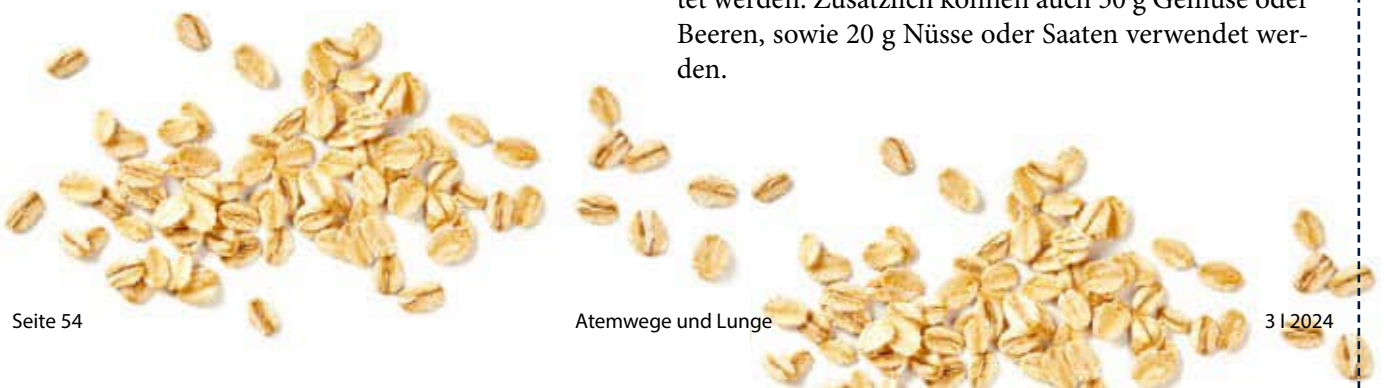 tet werden. Zusätzlich können auch 50 g Gemüse oder
Beeren, sowie 20 g Nüsse oder Saaten verwendet wer-
den.
Seite 54
Atemwege und Lunge
3 I 2024